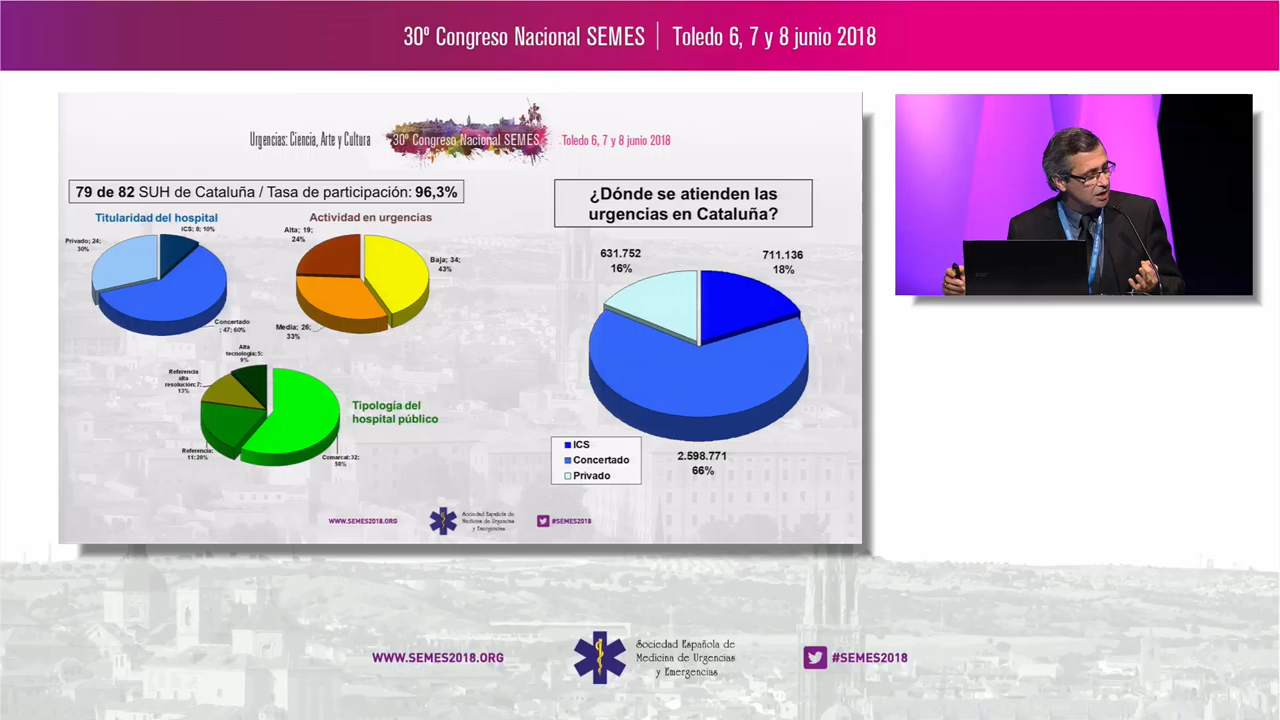 30º Congreso Nacional SEMES | Toledo 6, 7 y 8 junio 2018
Urgencias: Ciencia, Arte y Cultura
30º Congreso Nacional SEMES
Toledo 6, 7 y 8 junio 2018
79 de 82 SUH de Cataluña / Tasa de participación: 96,3%
Titularidad del hospital
ICS; 8; 10%
Privado; 24;
30%
Concertado
; 47; 60%
Actividad en urgencias
Alta; 19;
24%
Baja; 34;
43%
Media; 26;
33%
Alta
tecnología; 5;
9%
Referencia
alta
resolución; 7;
13%
Referencia;
11; 20%
Comarcal; 32;
58%
Tipología del
hospital público
¿Dónde se atienden las
urgencias en Cataluña?
631.752
16%
711.136
18%
2.598.771
66%
ICS
Concertado
Privado
WWW.SEMES2018.ORG
Sociedad Española de
Medicina de Urgencias
y Emergencias
#SEMES2018
WWW.SEMES2018.ORG
Sociedad Española de
Medicina de Urgencias
y Emergencias
#SEMES2018